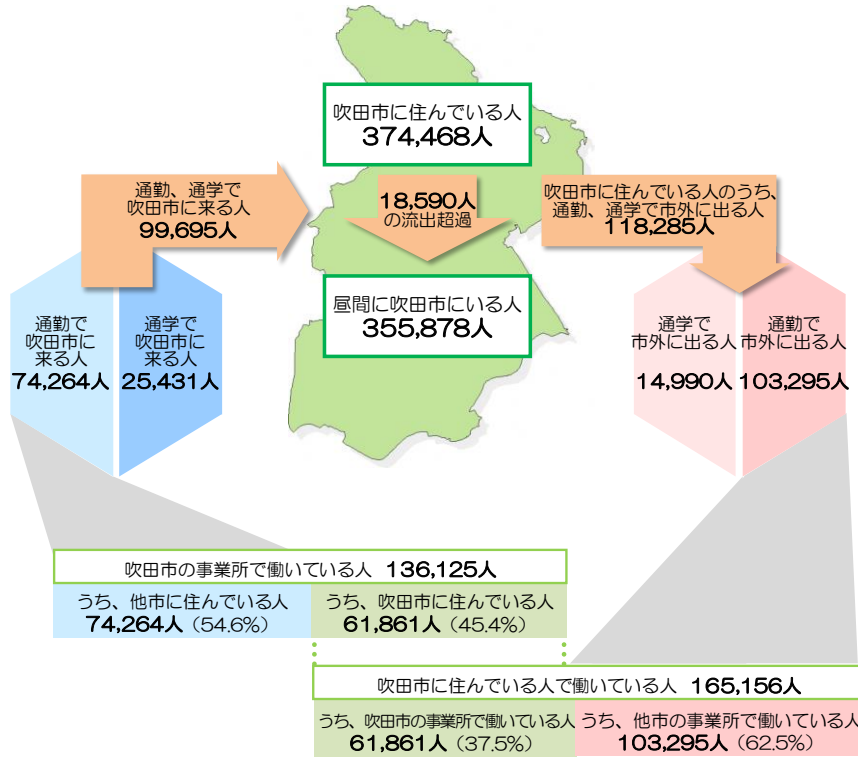 吹田市に住んでいる人
374,468人
通勤、通学で
吹田市に来る人
99,695人
18,590人
の流出超過
吹田市に住んでいる人のうち、
通勤、通学で市外に出る人
118,285人
昼間に吹田市にいる人
355,878人
通勤で
吹田市に
来る人
74,264人
通学で
吹田市に
来る人
25,431人
通学で
市外に出る人
14,990人
通勤で
市外に出る人
103,295人
吹田市の事業所で働いている人 136,125人
うち、他市に住んでいる人
74,264人(54.6%)
うち、吹田市に住んでいる人
61,861人(45.4%)
吹田市に住んでいる人で働いている人 165,156人
うち、吹田市の事業所で働いている人
61,861人(37.5%)
うち、他市の事業所で働いている人
103,295人(62.5%)